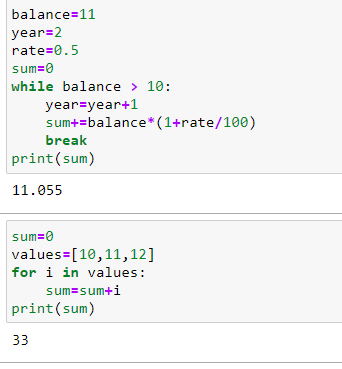 balance=11
year=2
rate=0.5
sum=0
while balance > 10:
    year=year+1
    sum+=balance*(1+rate/100)
    break
print(sum)
11.055
sum=0
values=[10,11,12]
for i in values:
    sum=sum+i
print(sum)
33